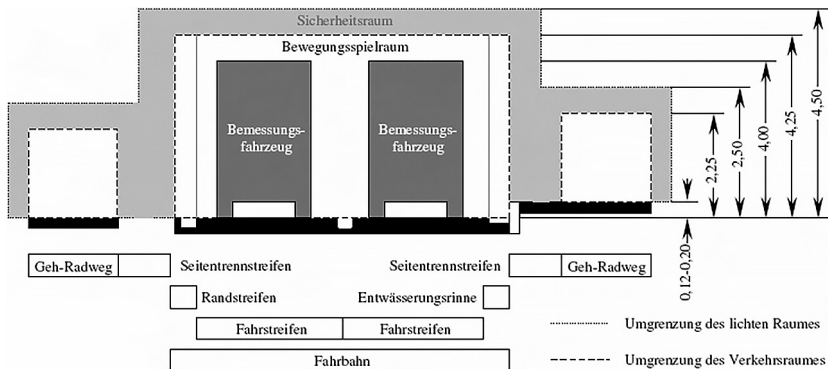 Sicherheitsraum
Bewegungsspielraum
Bemessungs-
fahrzeug
Bemessungs-
fahrzeug
2,25
2,50
4,00
4,25
4,50
0,12-0,20
Geh-Radweg
Seitentrennstreifen
Seitentrennstreifen
Geh-Radweg
Randstreifen
Entwässerungsrinne
Fahrstreifen
Fahrstreifen
Umgrenzung des lichten Raumes
Fahrbahn
Umgrenzung des Verkehrsraumes